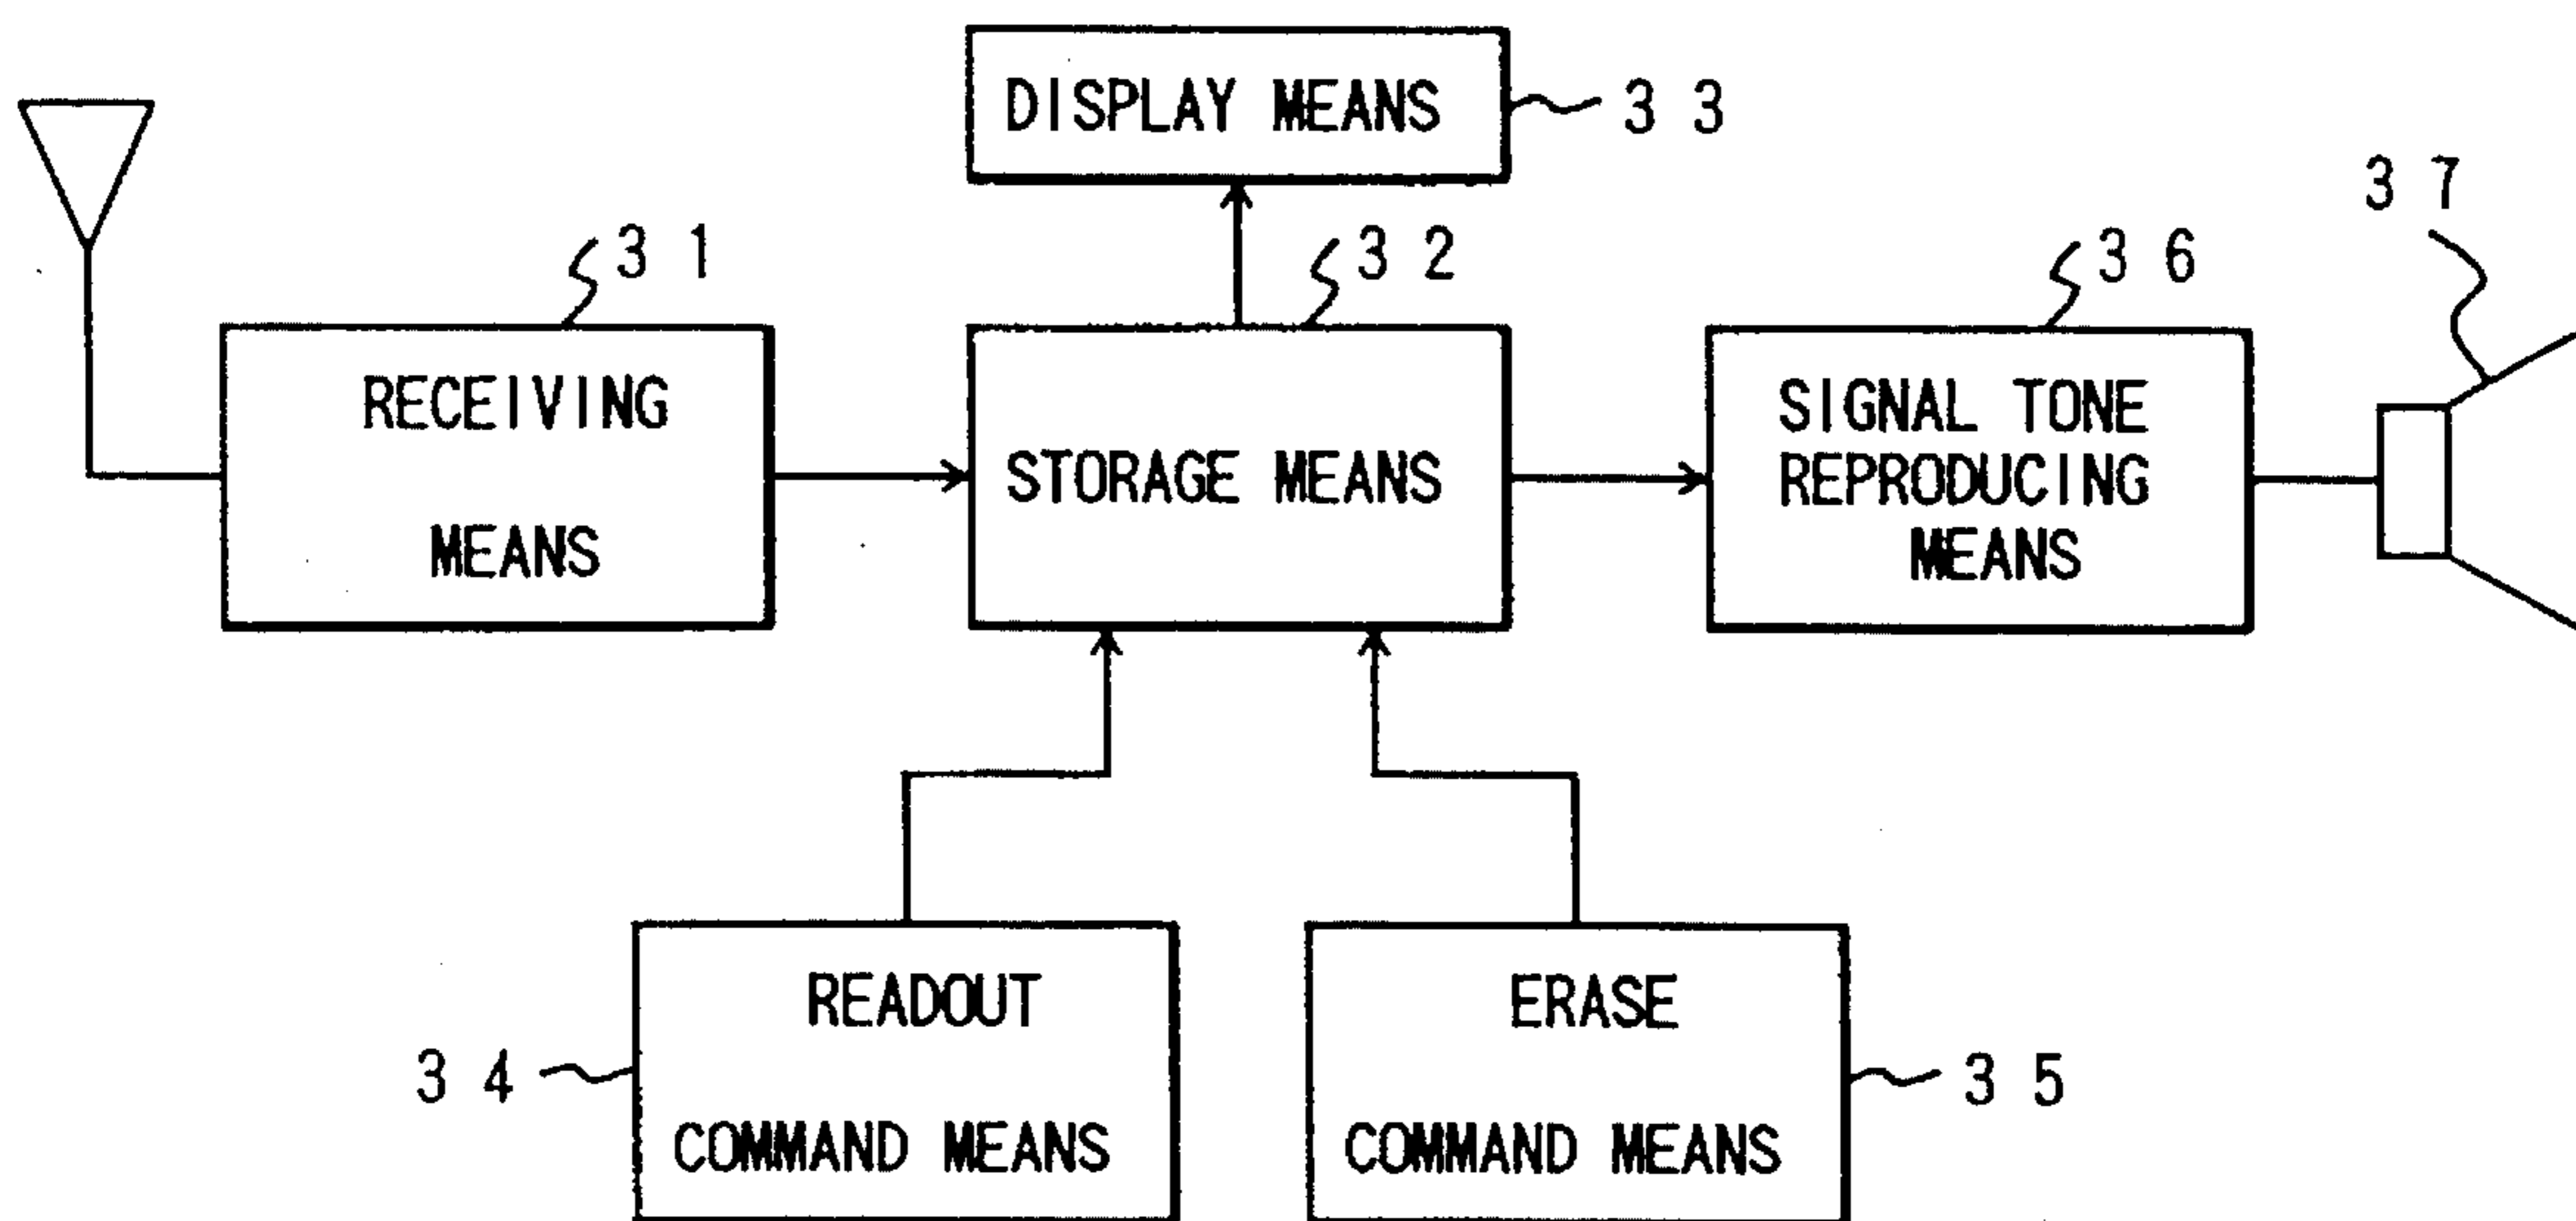 DISPLAY MEANS
33
37
31
32
36
RECEIVING
MEANS
STORAGE MEANS
SIGNAL TONE
REPRODUCING
MEANS
READOUT
COMMAND MEANS
34
ERASE
COMMAND MEANS
35